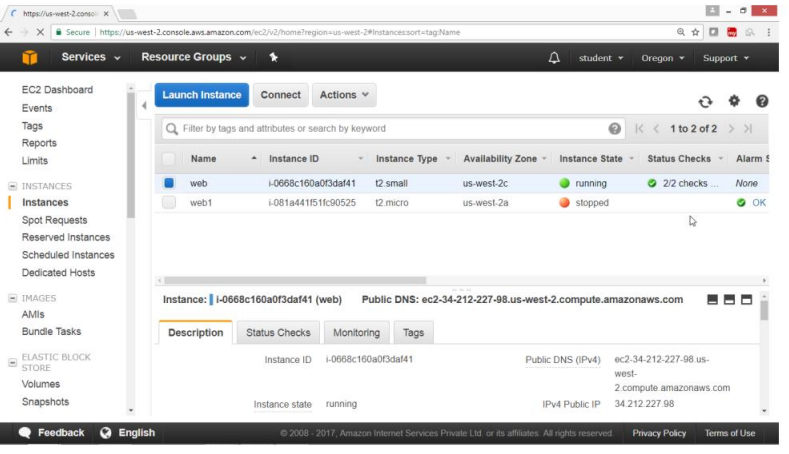 https://us-west-2.console
Secure | https://us-west-2.console.aws.amazon.com/ec2/v2/home?region=us-west-2#Instances:sort=tag:Name
Services Resource Groups student Oregon Support
EC2 Dashboard
Events
Tags
Reports
Limits
INSTANCES
Instances
Spot Requests
Reserved Instances
Scheduled Instances
Dedicated Hosts
IMAGES
AMIs
Bundle Tasks
ELASTIC BLOCK
STORE
Volumes
Snapshots
Launch Instance Connect Actions
Filter by tags and attributes or search by keyword 1 to 2 of 2
Name Instance ID Instance Type Availability Zone Instance State Status Checks Alarm S
web i-0668c160a0f3daf41 t2.small us-west-2c running 2/2 checks ... None
web1 i-081a441f51fc90525 t2.micro us-west-2a stopped OK
Instance: i-0668c160a0f3daf41 (web) Public DNS: ec2-34-212-227-98.us-west-2.compute.amazonaws.com
Description Status Checks Monitoring Tags
Instance ID i-0668c160a0f3daf41 Public DNS (IPv4) ec2-34-212-227-98.us-
west-
2.compute.amazonaws.com
Instance state running IPv4 Public IP 34.212.227.98
Feedback English © 2008 - 2017, Amazon Internet Services Private Ltd. or its affiliates. All rights reserved. Privacy Policy Terms of Use